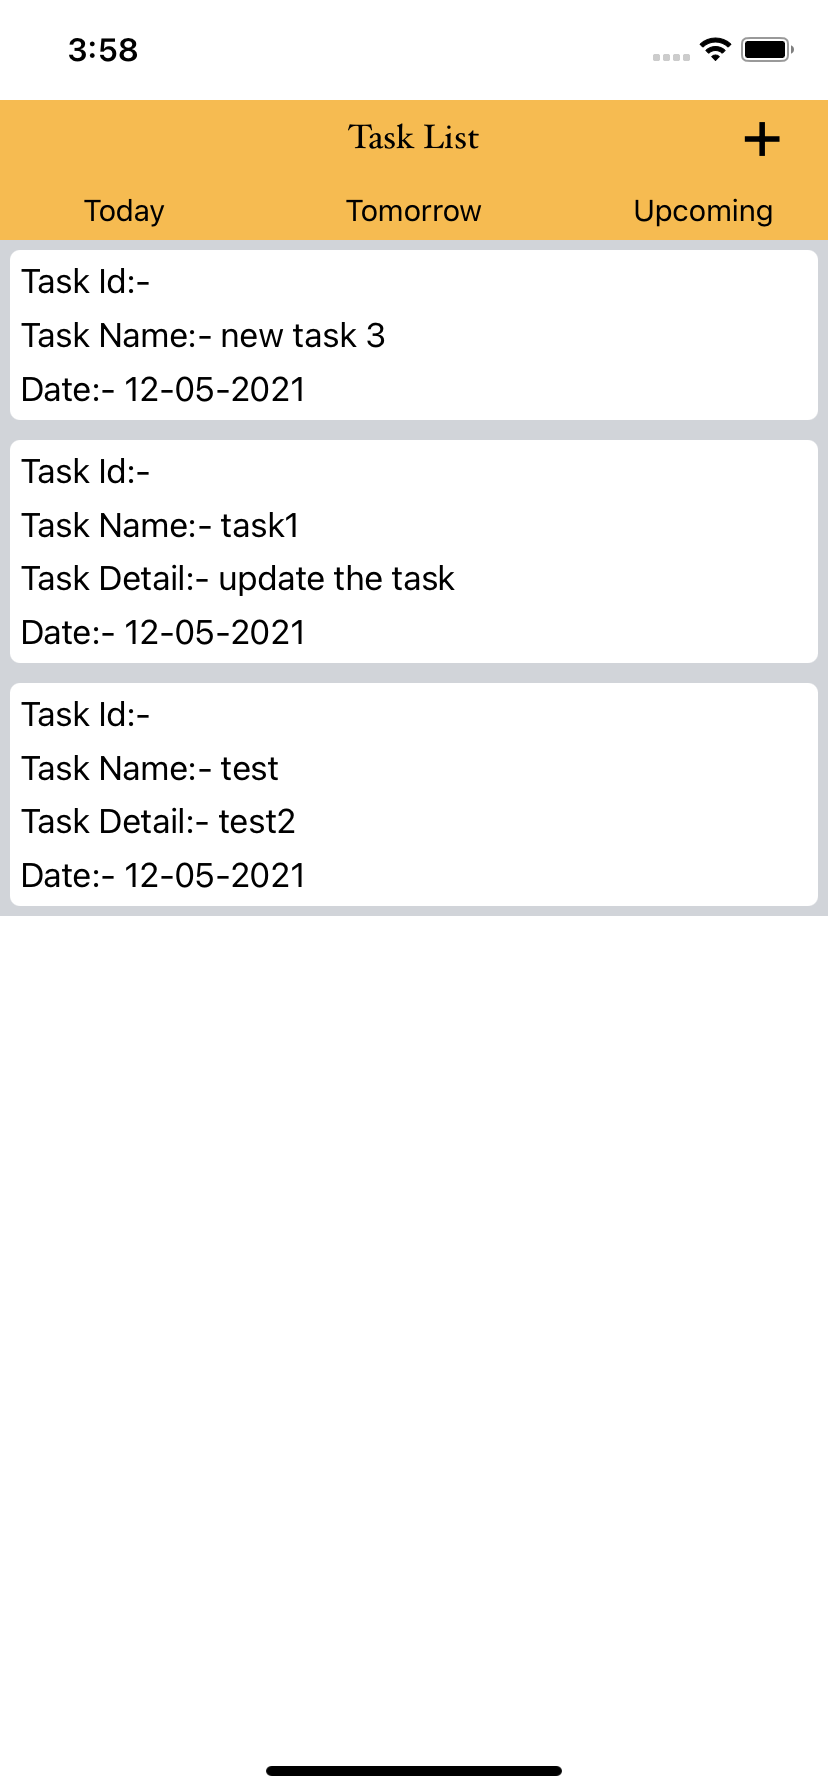 3:58
Task List
Today Tomorrow Upcoming
Task Id:-
Task Name:- new task 3
Date:- 12-05-2021
Task Id:-
Task Name:- task1
Task Detail:- update the task
Date:- 12-05-2021
Task Id:-
Task Name:- test
Task Detail:- test2
Date:- 12-05-2021